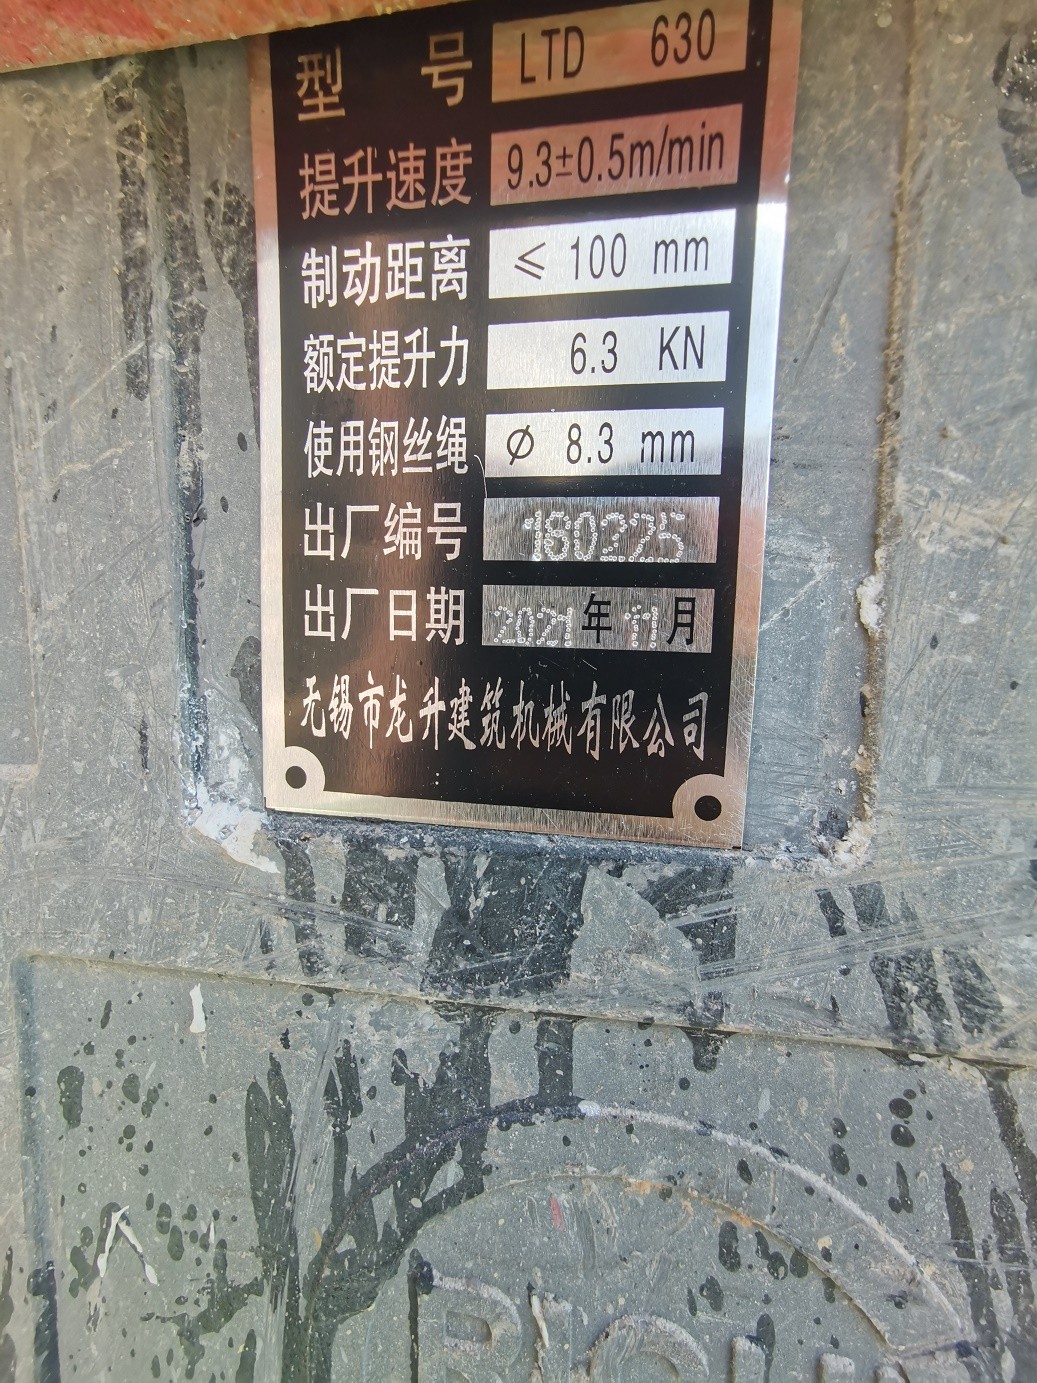 型 号 LTD 630
提升速度 9.3±0.5m/min
制动距离 ≤ 100 mm
额定提升力 6.3 KN
使用钢丝绳 Ø 8.3 mm
出厂编号 180225
出厂日期 2021年11月
无锡市龙升建筑机械有限公司